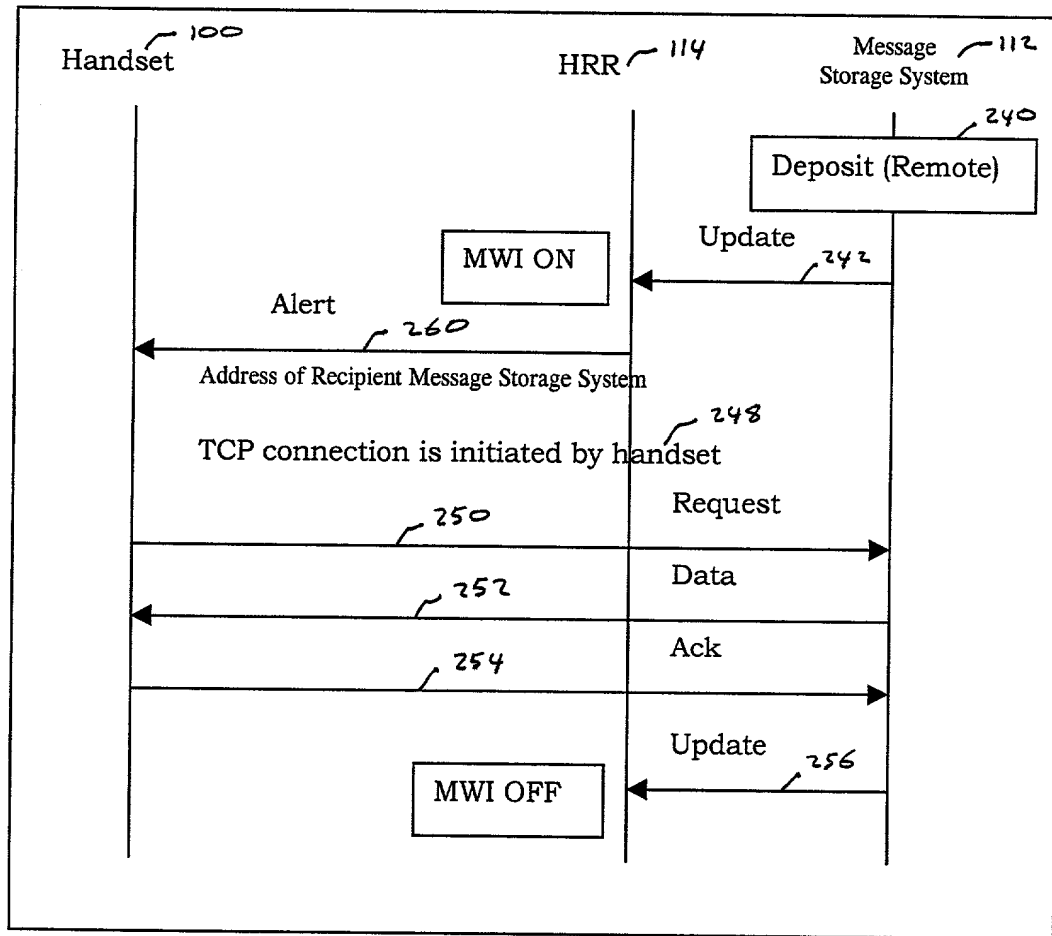 Handset 100
HRR 114
Message 112
Storage System
240
Deposit (Remote)
Update
242
MWI ON
Alert
260
Address of Recipient Message Storage System
248
TCP connection is initiated by handset
Request
250
Data
252
Ack
254
Update
256
MWI OFF